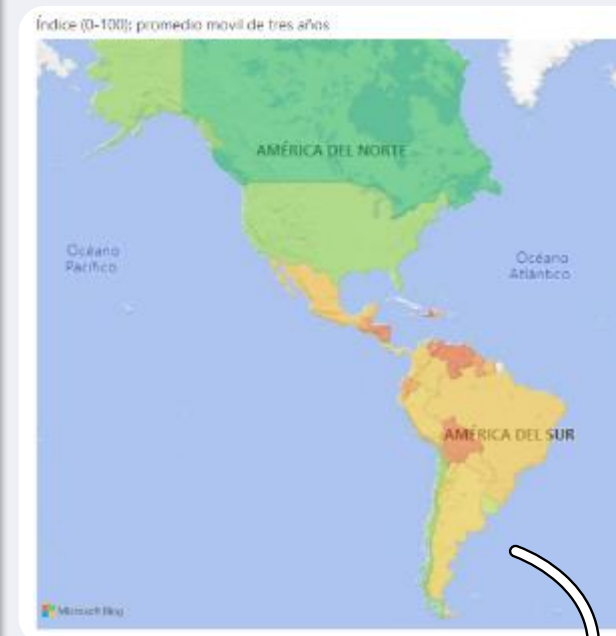 Índice (0-100); promedio movil de tres años
AMÉRICA DEL NORTE
Océano
Pacífico
Océano
Atlántico
AMÉRICA DEL SUR
Microsoft Bing